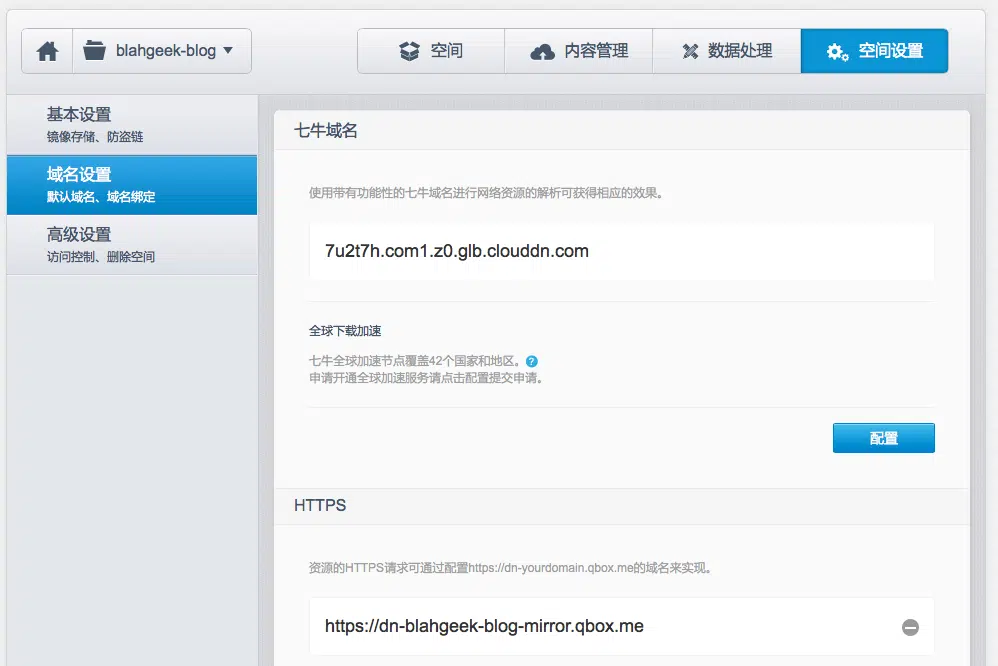 blahgeek-blog
空间
内容管理
数据处理
空间设置
基本设置
镜像存储、防盗链
域名设置
默认域名、域名绑定
高级设置
访问控制、删除空间
七牛域名
使用带有功能性的七牛域名进行网络资源的解析可获得相应的效果。
7u2t7h.com1.z0.glb.clouddn.com
全球下载加速
七牛全球加速节点覆盖42个国家和地区。?
申请开通全球加速服务请点击配置提交申请。
配置
HTTPS
资源的HTTPS请求可通过配置https://dn-yourdomain.qbox.me的域名来实现。
https://dn-blahgeek-blog-mirror.qbox.me